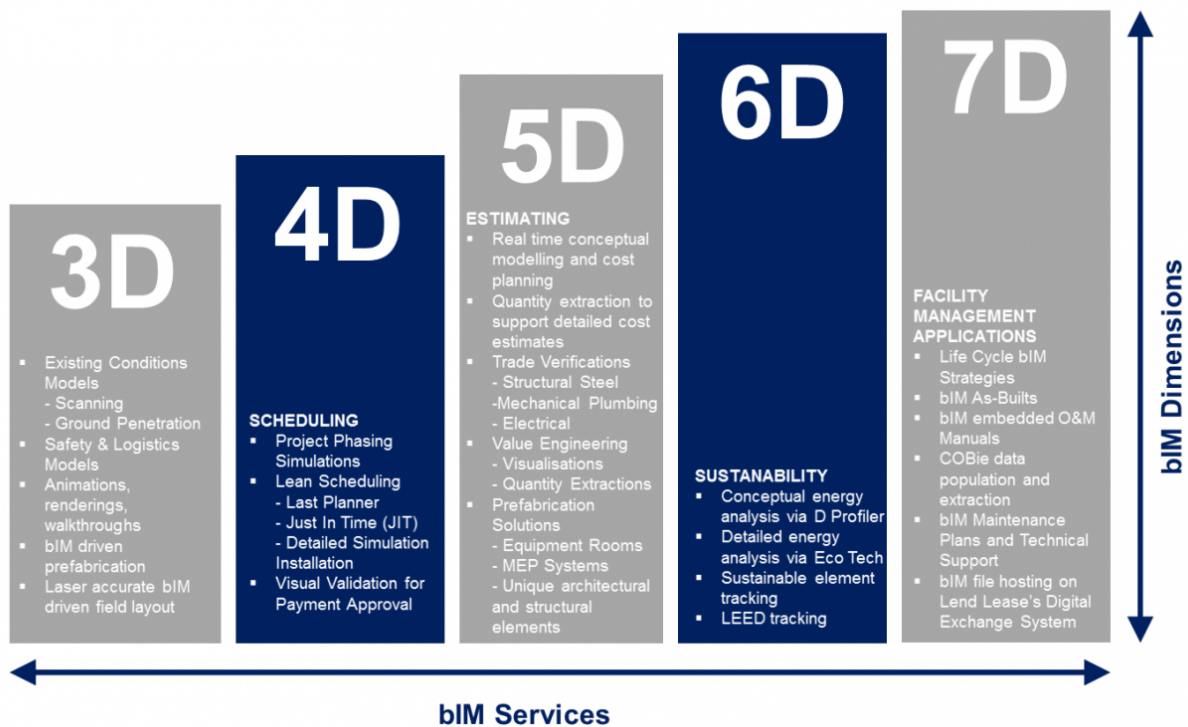 3D
▪ Existing Conditions
Models
- Scanning
- Ground Penetration
▪ Safety & Logistics
Models
▪ Animations,
renderings,
walkthroughs
▪ bIM driven
prefabrication
▪ Laser accurate bIM
driven field layout
4D
SCHEDULING
▪ Project Phasing
Simulations
▪ Lean Scheduling
- Last Planner
- Just In Time (JIT)
- Detailed Simulation
Installation
▪ Visual Validation for
Payment Approval
5D
ESTIMATING
▪ Real time conceptual
modelling and cost
planning
▪ Quantity extraction to
support detailed cost
estimates
▪ Trade Verifications
- Structural Steel
-Mechanical Plumbing
- Electrical
▪ Value Engineering
- Visualisations
- Quantity Extractions
▪ Prefabrication
Solutions
- Equipment Rooms
- MEP Systems
- Unique architectural
and structural
elements
6D
SUSTANABILITY
▪ Conceptual energy
analysis via D Profiler
▪ Detailed energy
analysis via Eco Tech
▪ Sustainable element
tracking
▪ LEED tracking
7D
FACILITY
MANAGEMENT
APPLICATIONS
▪ Life Cycle bIM
Strategies
▪ bIM As-Builts
▪ bIM embedded O&M
Manuals
▪ COBie data
population and
extraction
▪ bIM Maintenance
Plans and Technical
Support
▪ bIM file hosting on
Lend Lease's Digital
Exchange System
bIM Dimensions
bIM Services